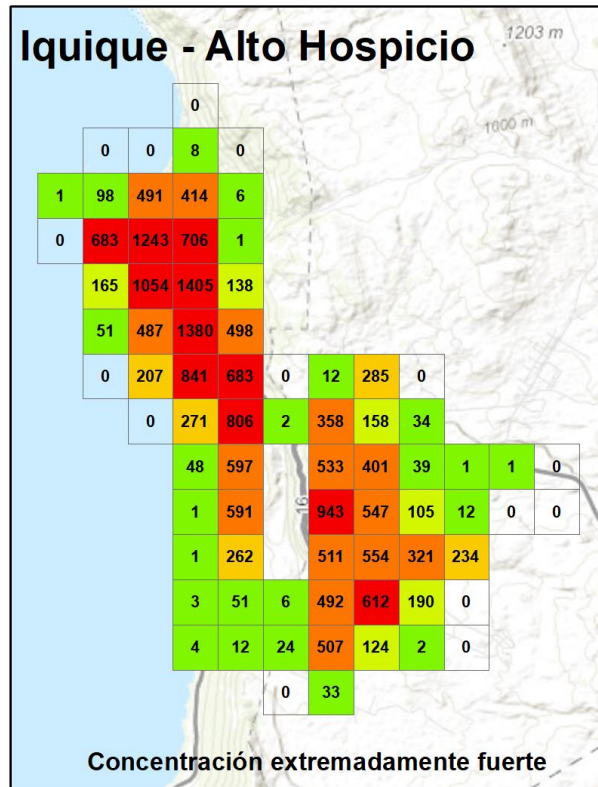 Iquique - Alto Hospicio
1203 m
0
1000 m
0 0 8 0
1 98 491 414 6
0 683 1243 706 1
165 1054 1405 138
51 487 1380 498
0 207 841 683 0 12 285 0
0 271 806 2 358 158 34
48 597 533 401 39 1 1 0
1 591 16 943 547 105 12 0 0
1 262 511 554 321 234
3 51 6 492 612 190 0
4 12 24 507 124 2 0
0 33
Concentración extremadamente fuerte